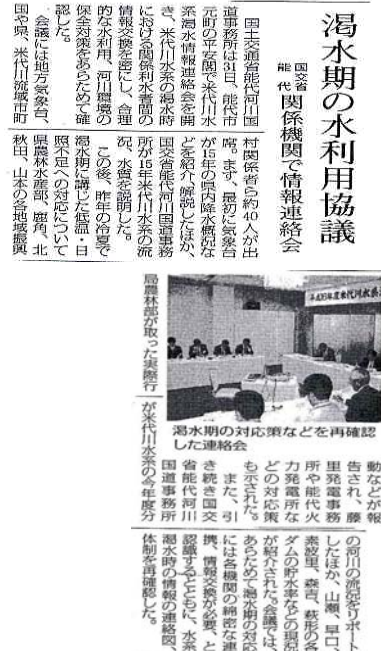 渇水期の水利用協議
国交省
能代
関係機関で情報連絡会
国土交通省能代河川国
道事務所は31日、能代市
元町の平安閣で米代川水
系渇水情報連絡会を開
き、米代川水系の渇水時
における関係利水者間の
情報交換を密にし、合理
的な水利用、河川環境の
保全対策をあらためて確
認した。
会議には地方気象台、
国や県、米代川流域市町
村関係者ら約40人が出
席。まず、最初に気象台
が15年の県内降水概況な
どを紹介、解説したほか、
国交省能代河川国道事務
所が15年米代川水系の流
況、水質を説明した。
この後、昨年の冷夏で
渇水期に講じた低温・日
照不足への対応について
県農林水産部、鹿角、北
秋田、山本の各地域振興
局農林部が取った実際行
動などが報
告され、藤
里発電事務
所や能代火
力発電所な
どの対応策
も示された。
また、引
き続き国交
省能代河川
国道事務所
が米代川水系の今年度分
の河川の流況をリポート
したほか、山瀬、早口、
素波里、森吉、萩形の各
ダムの貯水率などの現況
が紹介された。会議では、
あらためて渇水期の対応
には各機関の綿密な連
携、情報交換が必要、と
認識するとともに、水系
渇水時の情報の連絡図、
体制を再確認した。
渇水期の対応策などを再確認
した連絡会